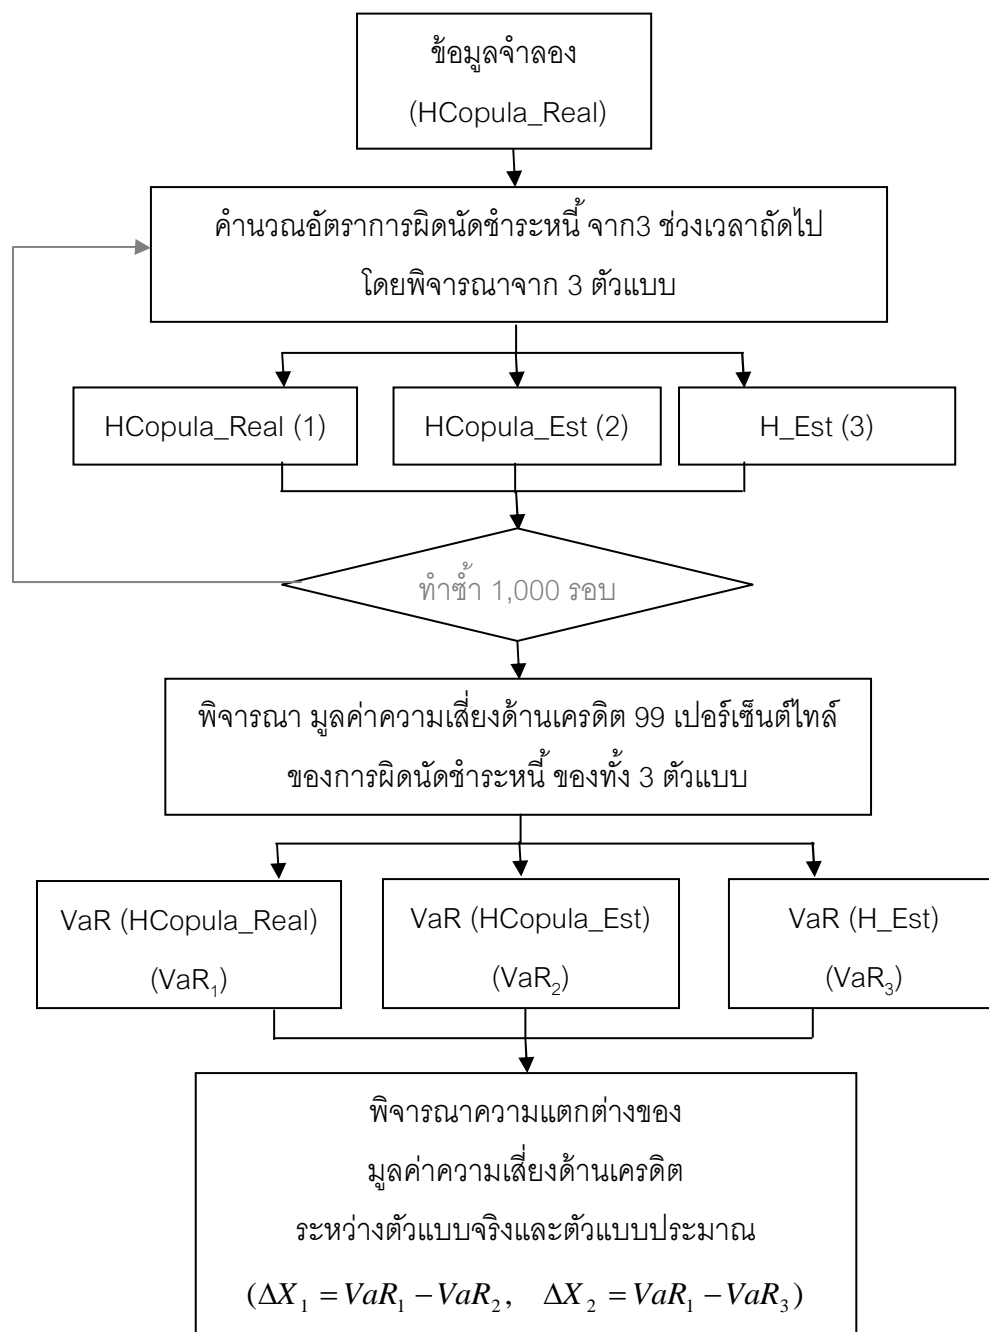 ข้อมูลจำลอง
(HCopula_Real)
คำนวณอัตราการผิดนัดชำระหนี้ จาก3 ช่วงเวลาถัดไป
โดยพิจารณาจาก 3 ตัวแบบ
HCopula_Real (1)
HCopula_Est (2)
H_Est (3)
ทำซ้ำ 1,000 รอบ
พิจารณา มูลค่าความเสี่ยงด้านเครดิต 99 เปอร์เซ็นต์ไทล์
ของการผิดนัดชำระหนี้ ของทั้ง 3 ตัวแบบ
VaR (HCopula_Real)
(VaR₁)
VaR (HCopula_Est)
(VaR₂)
VaR (H_Est)
(VaR₃)
พิจารณาความแตกต่างของ
มูลค่าความเสี่ยงด้านเครดิต
ระหว่างตัวแบบจริงและตัวแบบประมาณ
(ΔX₁ = VaR₁ − VaR₂, ΔX₂ = VaR₁ − VaR₃)